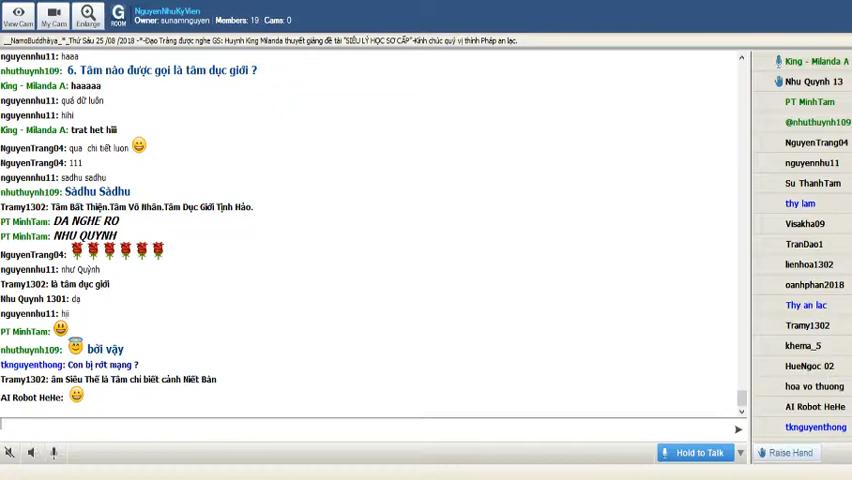 View Cam
My Cam
Enlarge
G
ROOM
NguyenNhuKyVien
Owner: sunamnguyen | Members: 19 Cams: 0
__NamoBuddhàya_*_Thứ Sáu 25 /08 /2018 -*-Đạo Tràng được nghe GS: Huynh King Milanda thuyết giảng đề tài "SIÊU LÝ HỌC SƠ CẤP"-Kính chúc quý vị thính Pháp an lạc.
nguyennhu11: haaa
nhuthuynh109: 6. Tâm nào được gọi là tâm dục giới ?
King - Milanda A: haaaaa
nguyennhu11: quá dữ luôn
nguyennhu11: hihi
King - Milanda A: trat het hiii
NguyenTrang04: qua chi tiết luon
NguyenTrang04: 111
nguyennhu11: sadhu sadhu
nhuthuynh109: Sàdhu Sàdhu
Tramy1302: Tâm Bất Thiện.Tâm Vô Nhân.Tâm Dục Giới Tịnh Hảo.
PT MinhTam: DA NGHE RO
PT MinhTam: NHU QUYNH
NguyenTrang04:
nguyennhu11: như Quỳnh
Tramy1302: là tâm dục giới
Nhu Quynh 1301: dạ
nguyennhu11: hii
PT MinhTam:
nhuthuynh109: bởi vậy
tknguyenthong: Con bị rớt mạng ?
Tramy1302: âm Siêu Thế là Tâm chỉ biết cảnh Niết Bàn
AI Robot HeHe:
King - Milanda A
Nhu Quynh 13
PT MinhTam
@nhuthuynh109
NguyenTrang04
nguyennhu11
Su ThanhTam
thy lam
Visakha09
TranDao1
lienhoa1302
oanhphan2018
Thy an lac
Tramy1302
khema_5
HueNgoc 02
hoa vo thuong
AI Robot HeHe
tknguyenthong
Hold to Talk
Raise Hand